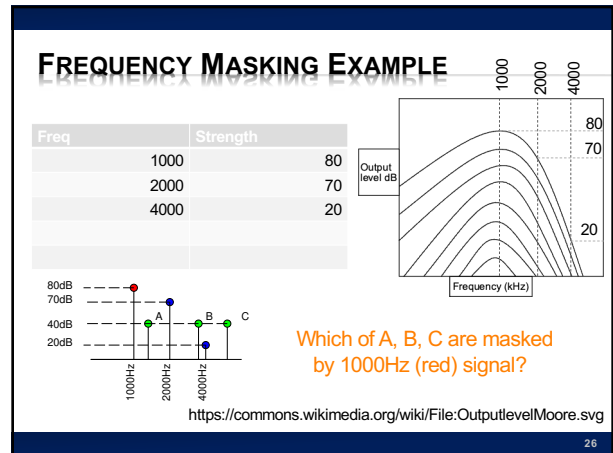 FREQUENCY MASKING EXAMPLE
Freq Strength
1000 80
2000 70
4000 20
1000
2000
4000
80
70
20
Output
level dB
Frequency (kHz)
80dB
70dB
40dB
20dB
A B C
1000Hz
2000Hz
4000Hz
Which of A, B, C are masked
by 1000Hz (red) signal?
https://commons.wikimedia.org/wiki/File:OutputlevelMoore.svg
26